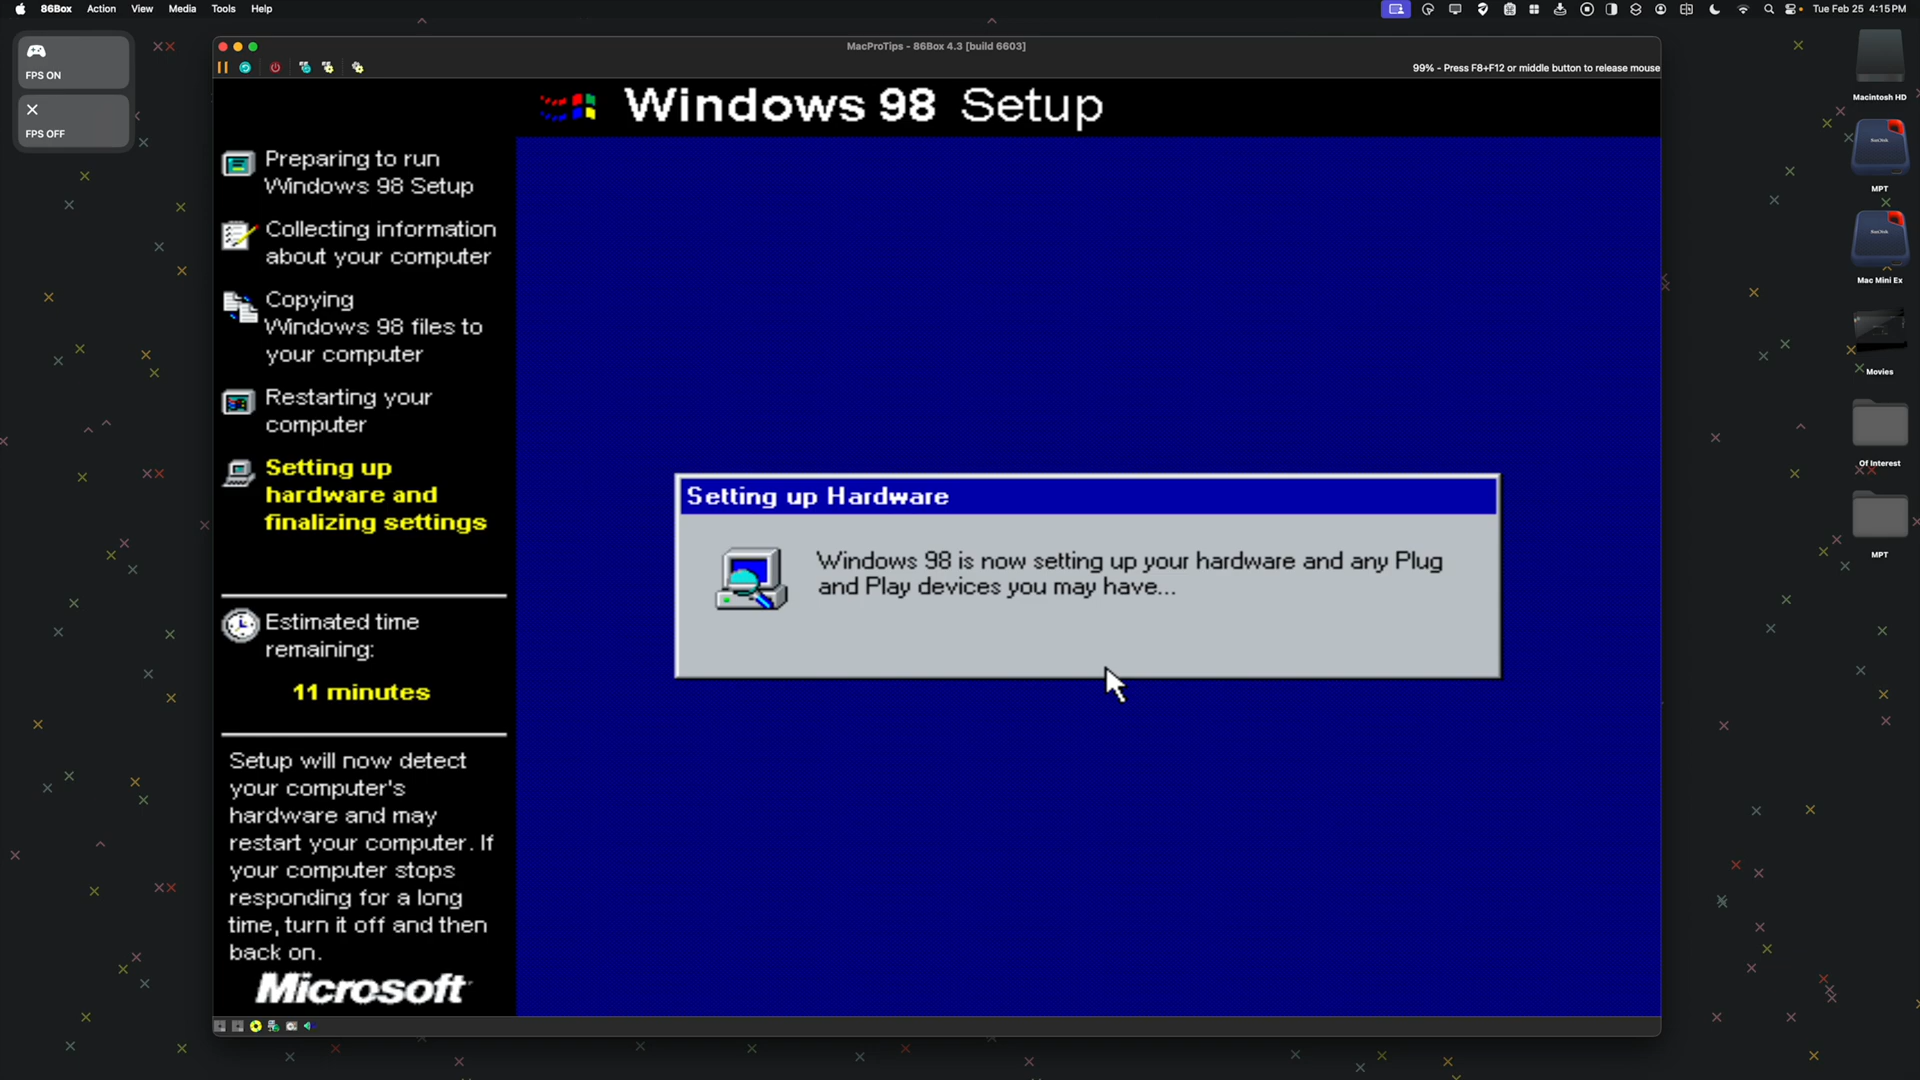 86Box Action View Media Tools Help
Tue Feb 25 4:15 PM
FPS ON
FPS OFF
MacProTips - 86Box 4.3 [build 6603]
99% - Press F8+F12 or middle button to release mouse
Windows 98 Setup
Preparing to run
Windows 98 Setup
Collecting information
about your computer
Copying
Windows 98 files to
your computer
Restarting your
computer
Setting up
hardware and
finalizing settings
Estimated time
remaining:
11 minutes
Setup will now detect
your computer's
hardware and may
restart your computer. If
your computer stops
responding for a long
time, turn it off and then
back on.
Microsoft
Setting up Hardware
Windows 98 is now setting up your hardware and any Plug
and Play devices you may have...
Macintosh HD
SanDisk
MPT
SanDisk
Mac Mini Ex
Movies
Of Interest
MPT